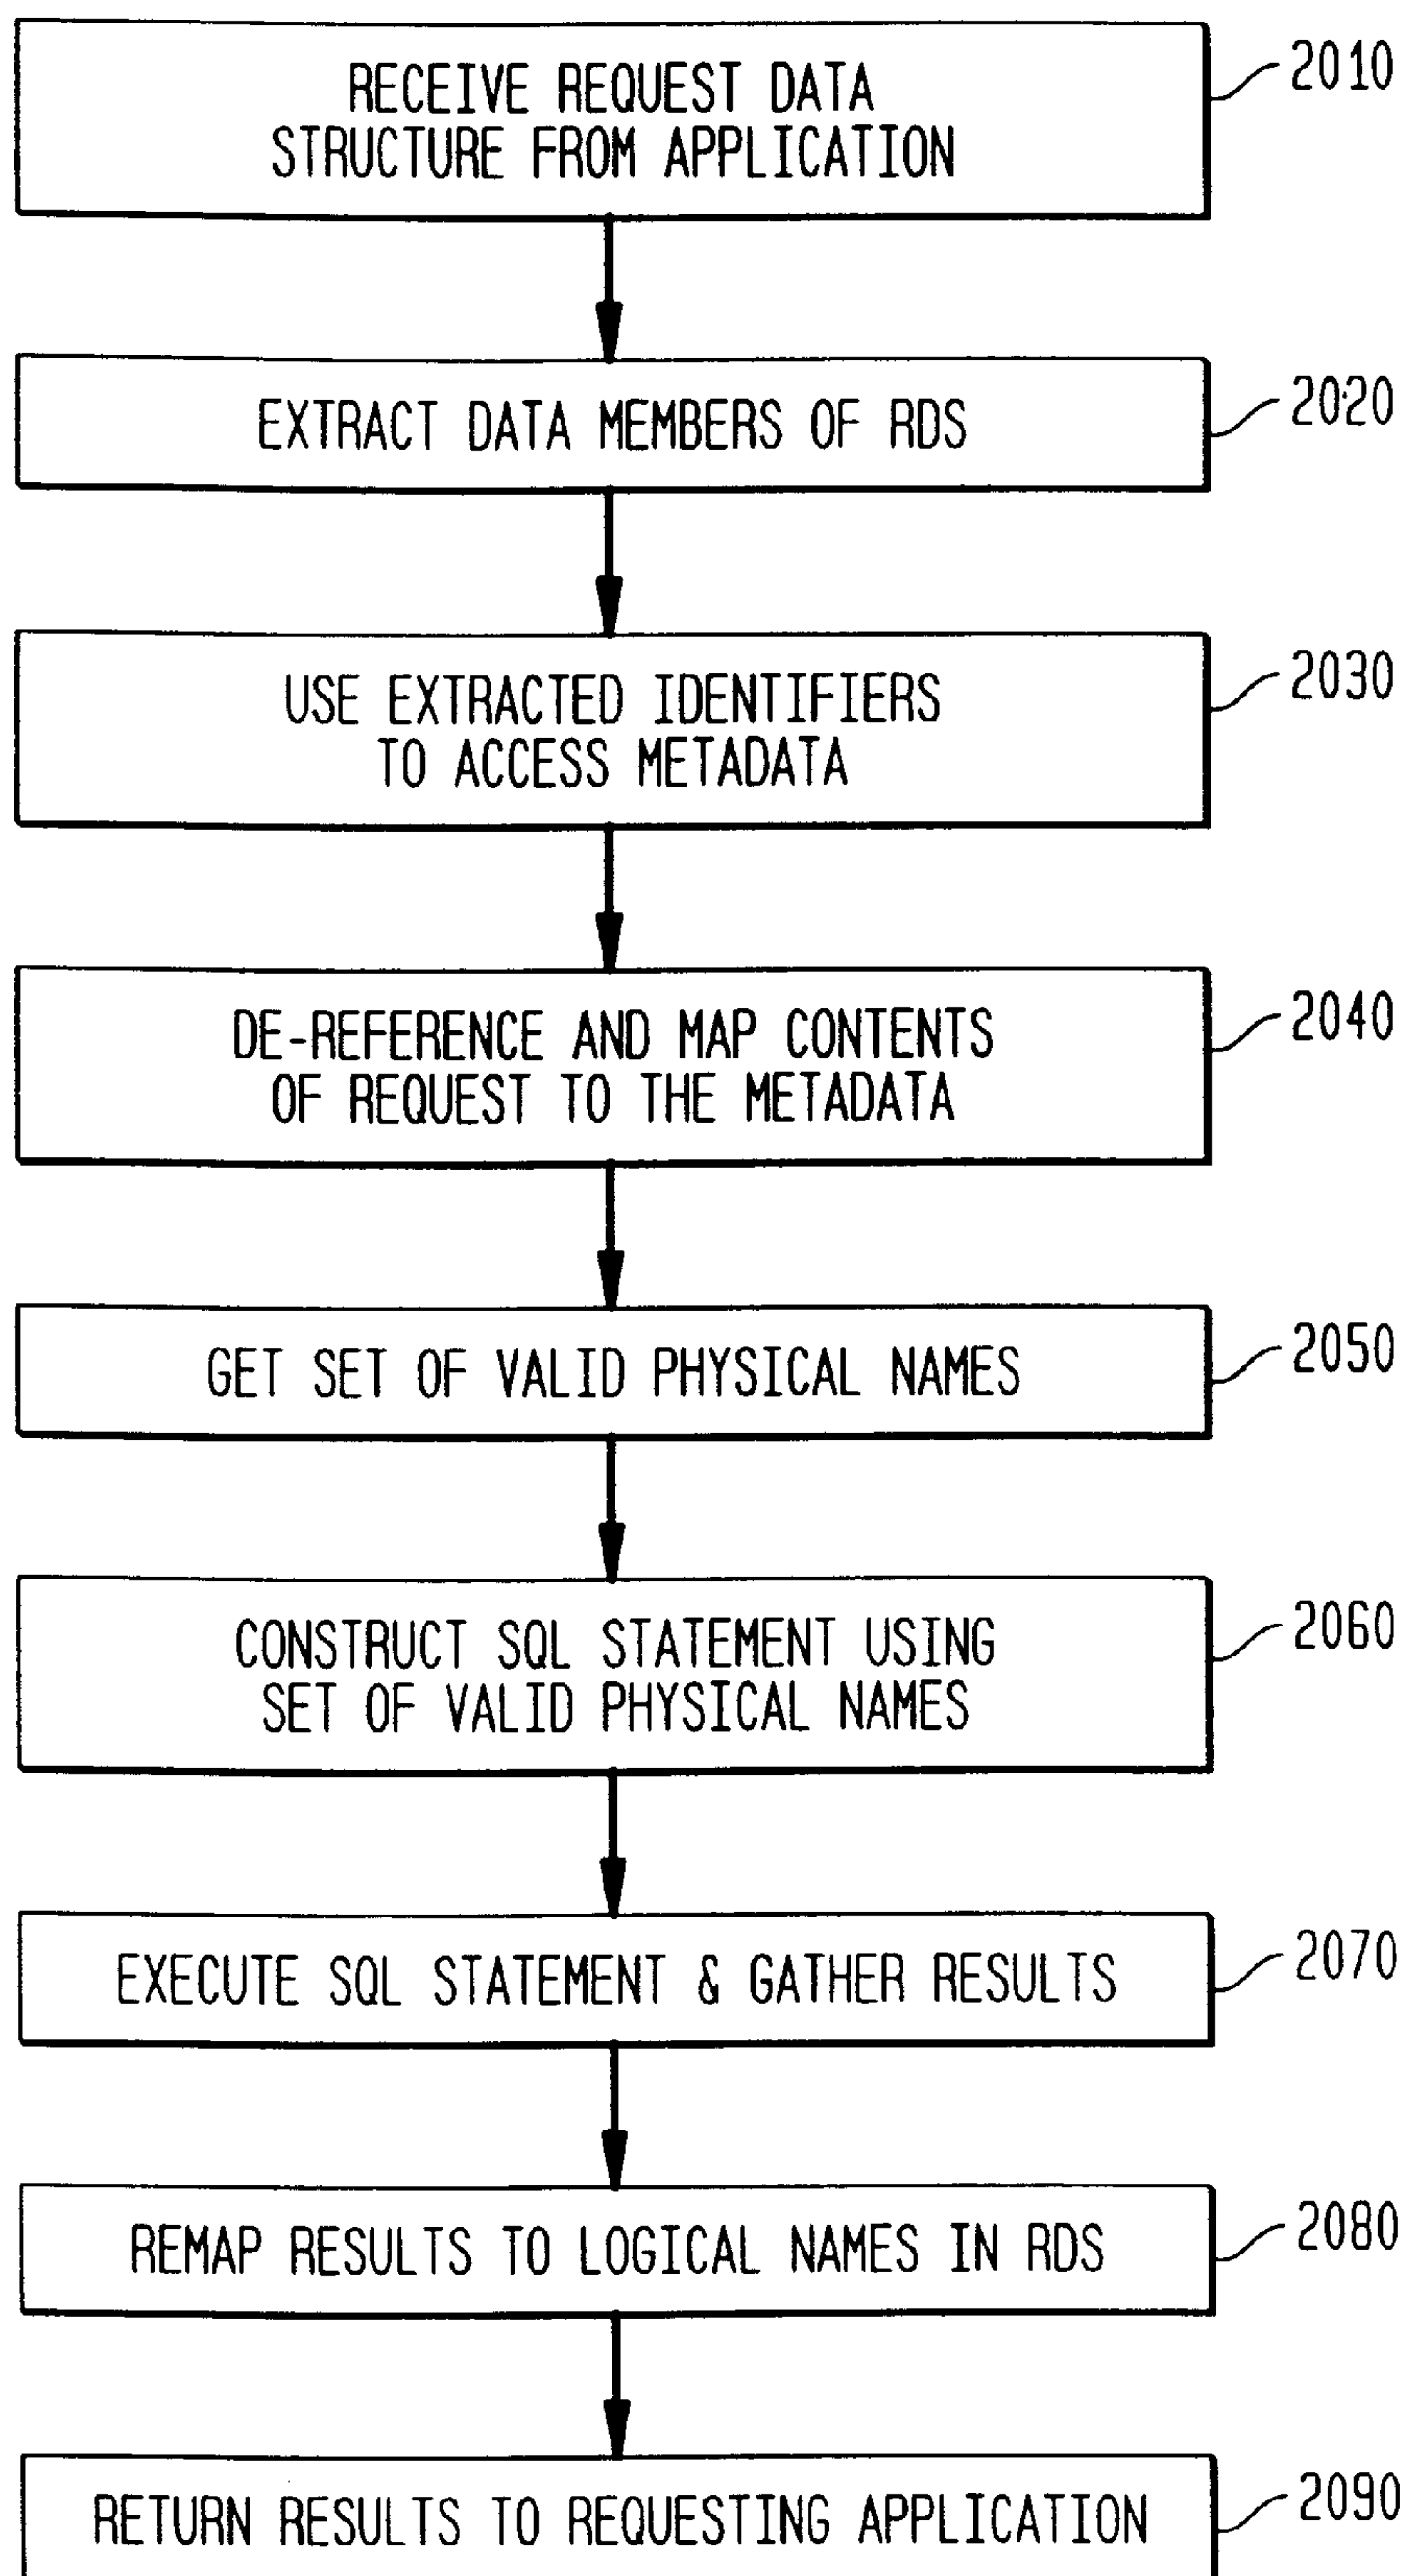 RECEIVE REQUEST DATA
STRUCTURE FROM APPLICATION
2010
EXTRACT DATA MEMBERS OF RDS
2020
USE EXTRACTED IDENTIFIERS
TO ACCESS METADATA
2030
DE-REFERENCE AND MAP CONTENTS
OF REQUEST TO THE METADATA
2040
GET SET OF VALID PHYSICAL NAMES
2050
CONSTRUCT SQL STATEMENT USING
SET OF VALID PHYSICAL NAMES
2060
EXECUTE SQL STATEMENT & GATHER RESULTS
2070
REMAP RESULTS TO LOGICAL NAMES IN RDS
2080
RETURN RESULTS TO REQUESTING APPLICATION
2090